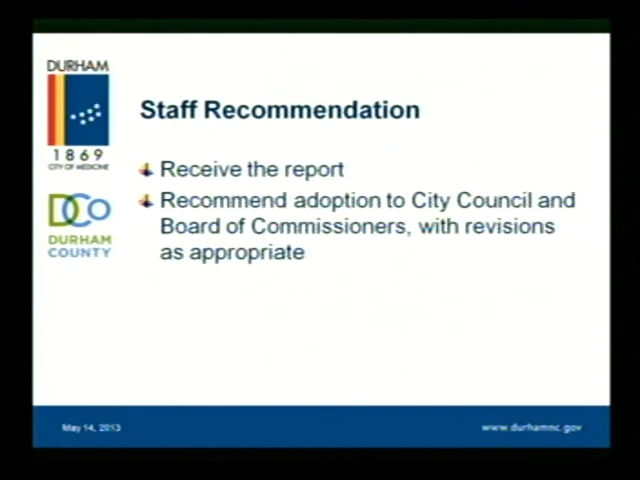 DURHAM
1869
CITY OF MEDICINE
DCo
DURHAM
COUNTY
Staff Recommendation
Receive the report
Recommend adoption to City Council and
Board of Commissioners, with revisions
as appropriate
May 14, 2013
www.durhamnc.gov